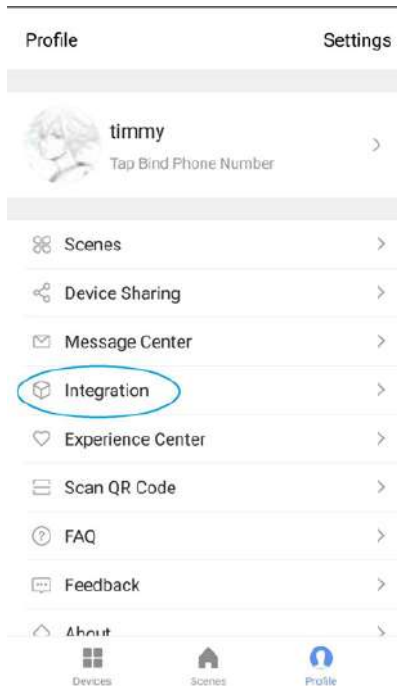 Profile Settings
timmy
Tap Bind Phone Number
Scenes
Device Sharing
Message Center
Integration
Experience Center
Scan QR Code
FAQ
Feedback
About
Devices Scenes Profile